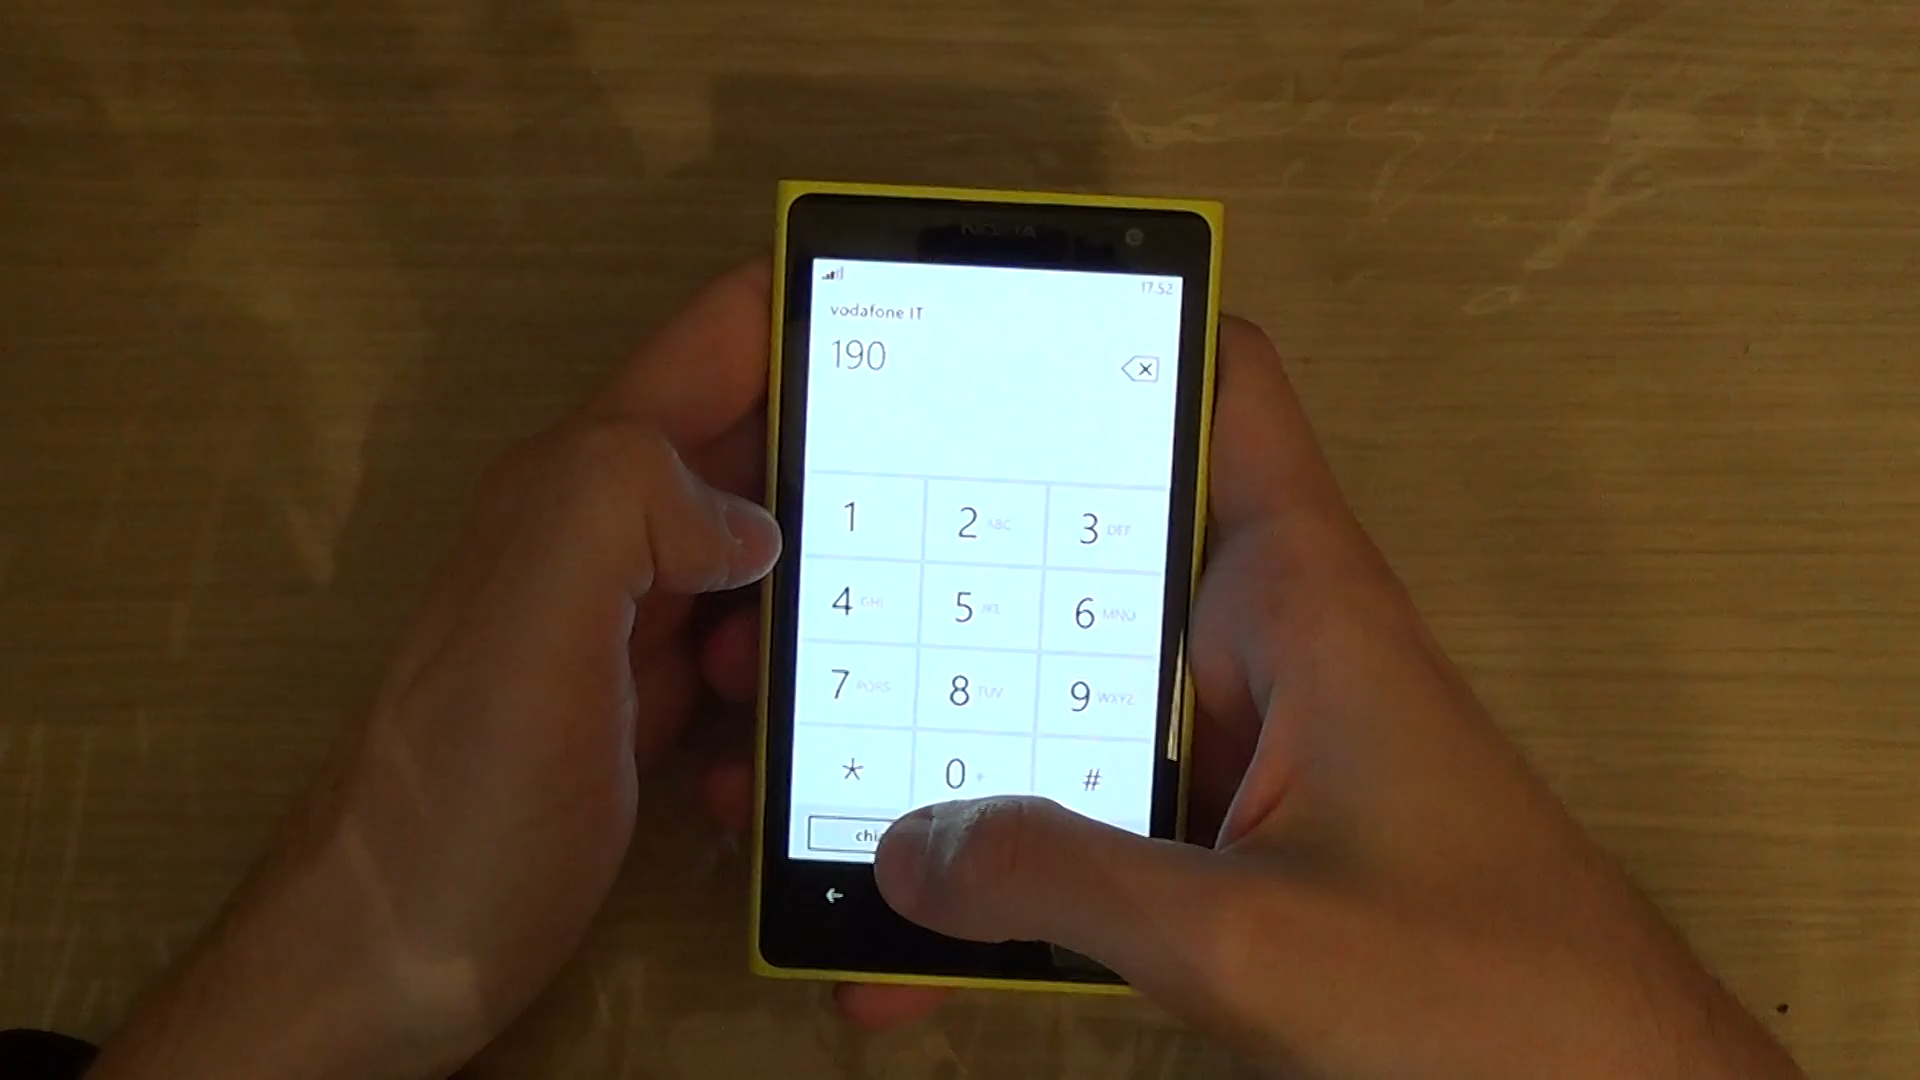 NOKIA
17.52
vodafone IT
190
1
2 ABC
3 DEF
4 GHI
5 JKL
6 MNO
7 PQRS
8 TUV
9 WXYZ
*
0 +
#